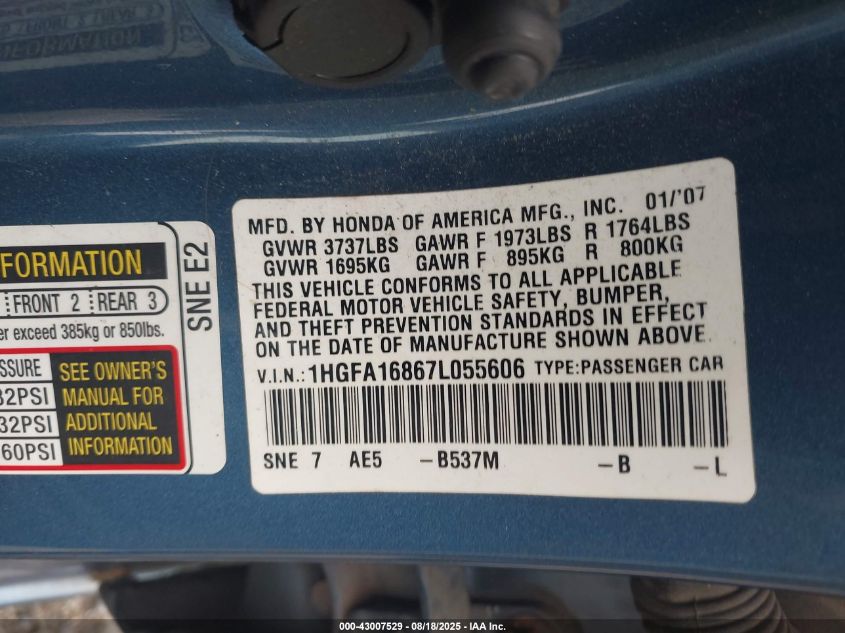 MFD. BY HONDA OF AMERICA MFG., INC. 01/'07
GVWR 3737LBS GAWR F 1973LBS R 1764LBS
GVWR 1695KG GAWR F 895KG R 800KG
THIS VEHICLE CONFORMS TO ALL APPLICABLE
FEDERAL MOTOR VEHICLE SAFETY, BUMPER,
AND THEFT PREVENTION STANDARDS IN EFFECT
ON THE DATE OF MANUFACTURE SHOWN ABOVE.
V.I.N.: 1HGFA16867L055606 TYPE:PASSENGER CAR
SNE 7 AE5 -B537M -B -L
FORMATION
FRONT 2 REAR 3
er exceed 385kg or 850lbs.
SSURE
32PSI
32PSI
60PSI
SEE OWNER'S
MANUAL FOR
ADDITIONAL
INFORMATION
SNE E2
000-43007529 - 08/18/2025 - IAA Inc.